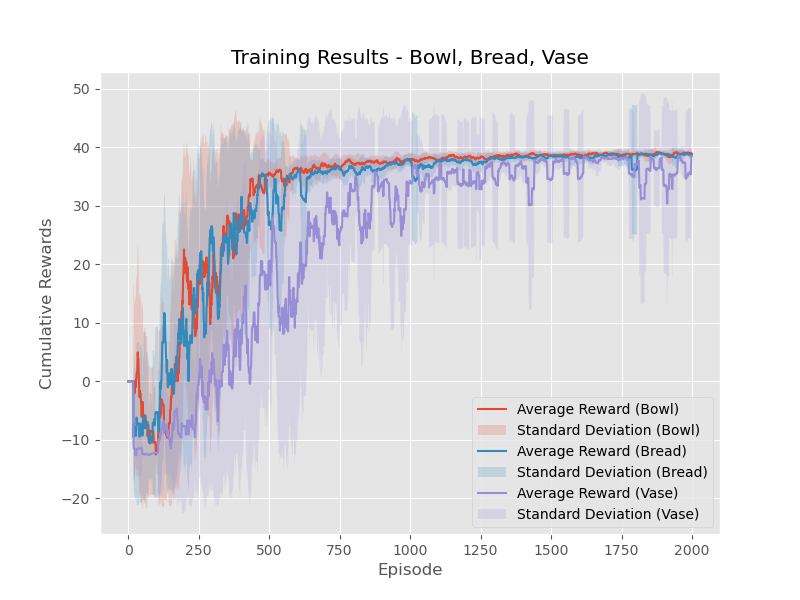 Training Results - Bowl, Bread, Vase
Cumulative Rewards
50
40
30
20
10
0
−10
−20
Average Reward (Bowl)
Standard Deviation (Bowl)
Average Reward (Bread)
Standard Deviation (Bread)
Average Reward (Vase)
Standard Deviation (Vase)
0 250 500 750 1000 1250 1500 1750 2000
Episode